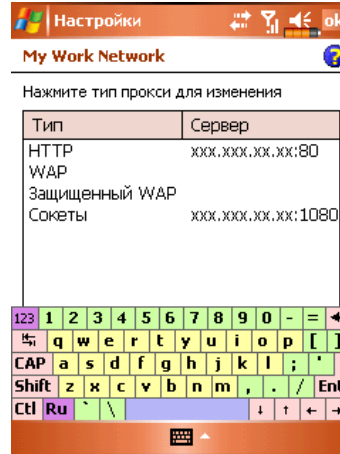 Настройки ok
My Work Network
Нажмите тип прокси для изменения
Тип Сервер
HTTP xxx.xxx.xx.xx:80
WAP
Защищенный WAP
Сокеты xxx.xxx.xx.xx:1080
123 1 2 3 4 5 6 7 8 9 0 - =
q w e r t y u i o p [ ]
CAP a s d f g h j k l ; '
Shift z x c v b n m , . / Ent
Ctl Ru ` \